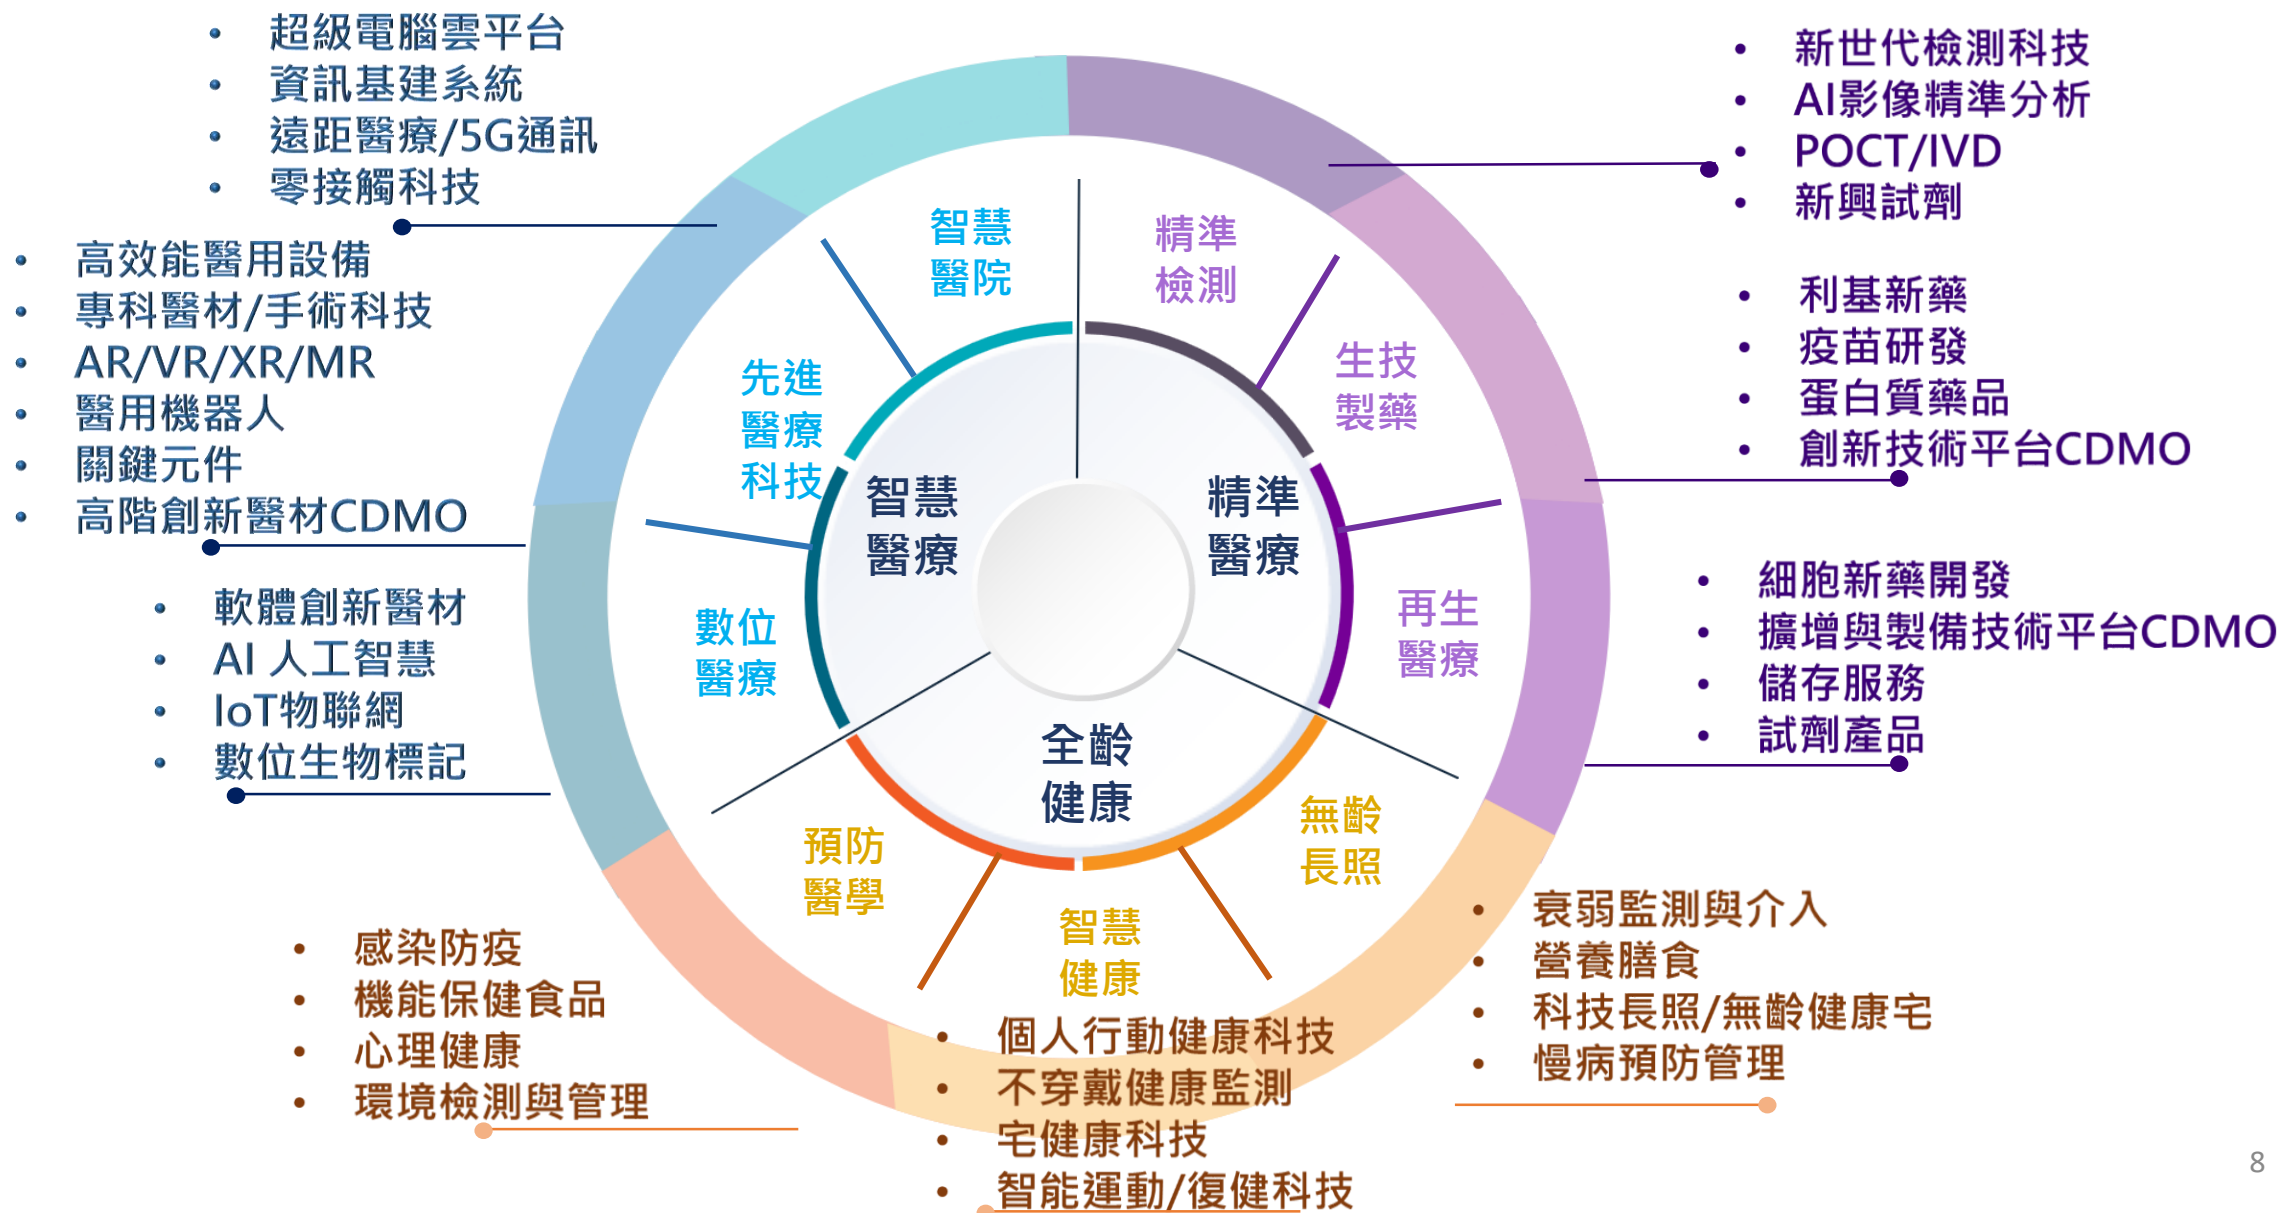 • 超級電腦雲平台
• 資訊基建系統
• 遠距醫療/5G通訊
• 零接觸科技
• 高效能醫用設備
• 專科醫材/手術科技
• AR/VR/XR/MR
• 醫用機器人
• 關鍵元件
• 高階創新醫材CDMO
• 軟體創新醫材
• AI 人工智慧
• IoT物聯網
• 數位生物標記
• 感染防疫
• 機能保健食品
• 心理健康
• 環境檢測與管理
智慧
醫院
先進
醫療
科技
數位
醫療
智慧
醫療
精準
檢測
生技
製藥
再生
醫療
精準
醫療
全齡
健康
預防
醫學
智慧
健康
無齡
長照
• 個人行動健康科技
• 不穿戴健康監測
• 宅健康科技
• 智能運動/復健科技
• 新世代檢測科技
• AI影像精準分析
• POCT/IVD
• 新興試劑
• 利基新藥
• 疫苗研發
• 蛋白質藥品
• 創新技術平台CDMO
• 細胞新藥開發
• 擴增與製備技術平台CDMO
• 儲存服務
• 試劑產品
• 衰弱監測與介入
• 營養膳食
• 科技長照/無齡健康宅
• 慢病預防管理
8